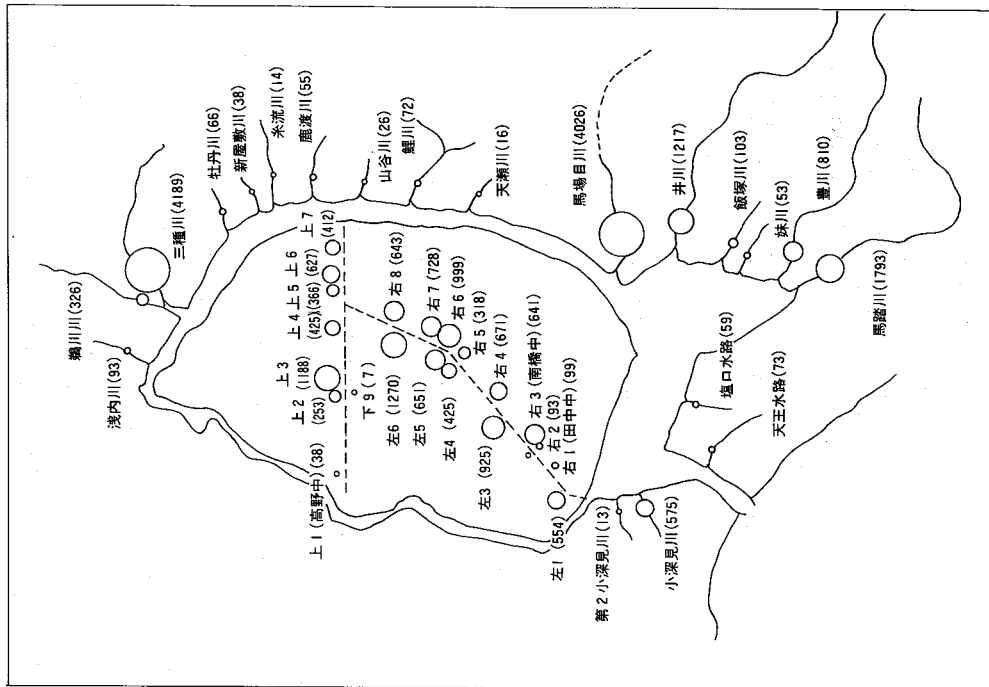 浅内川(93)
鵜川川(326)
三種川(4189)
牡丹川(66)
新屋敷川(38)
糸流川(14)
鹿渡川(55)
山谷川(26)
鯉川(72)
天瀬川(16)
馬場目川(4026)
井川(1217)
飯塚川(103)
妹川(53)
豊川(810)
馬踏川(1793)
塩口水路(59)
天王水路(73)
小深見川(575)
第2小深見川(13)
上1(高野中)(38)
上2(253)
上3(1188)
上4(425)
上5(366)
上6(627)
上7(412)
下9(7)
左6(1270)
左5(651)
左4(425)
左3(925)
左1(554)
右8(643)
右7(728)
右6(999)
右5(318)
右4(671)
右3(南橋中)(641)
右2(93)
右1(田中中)(99)